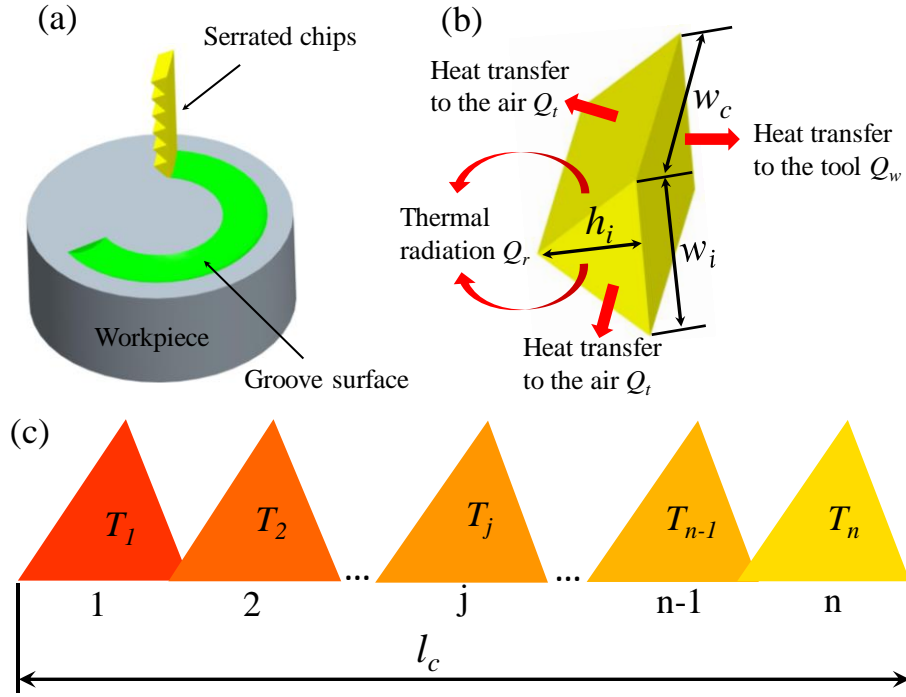 (a)
Serrated chips
Workpiece
Groove surface
(b)
Heat transfer
to the air Qt
wc
Heat transfer
to the tool Qw
Thermal
radiation Qr
hi
wi
Heat transfer
to the air Qt
(c)
T1
T2
Tj
Tn-1
Tn
...
...
1
2
j
n-1
n
lc